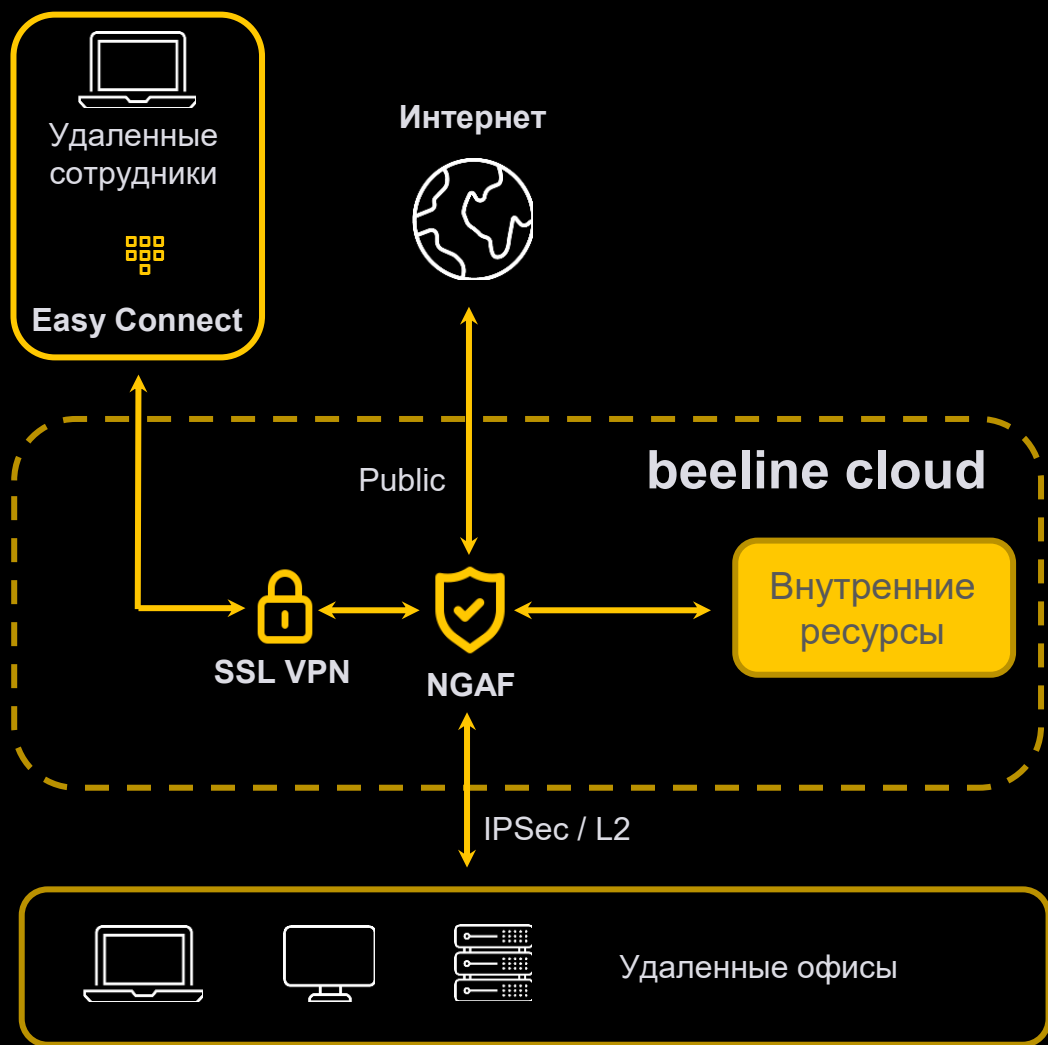 Удаленные
сотрудники
Easy Connect
Интернет
Public
beeline cloud
Внутренние
ресурсы
SSL VPN
NGAF
IPSec / L2
Удаленные офисы